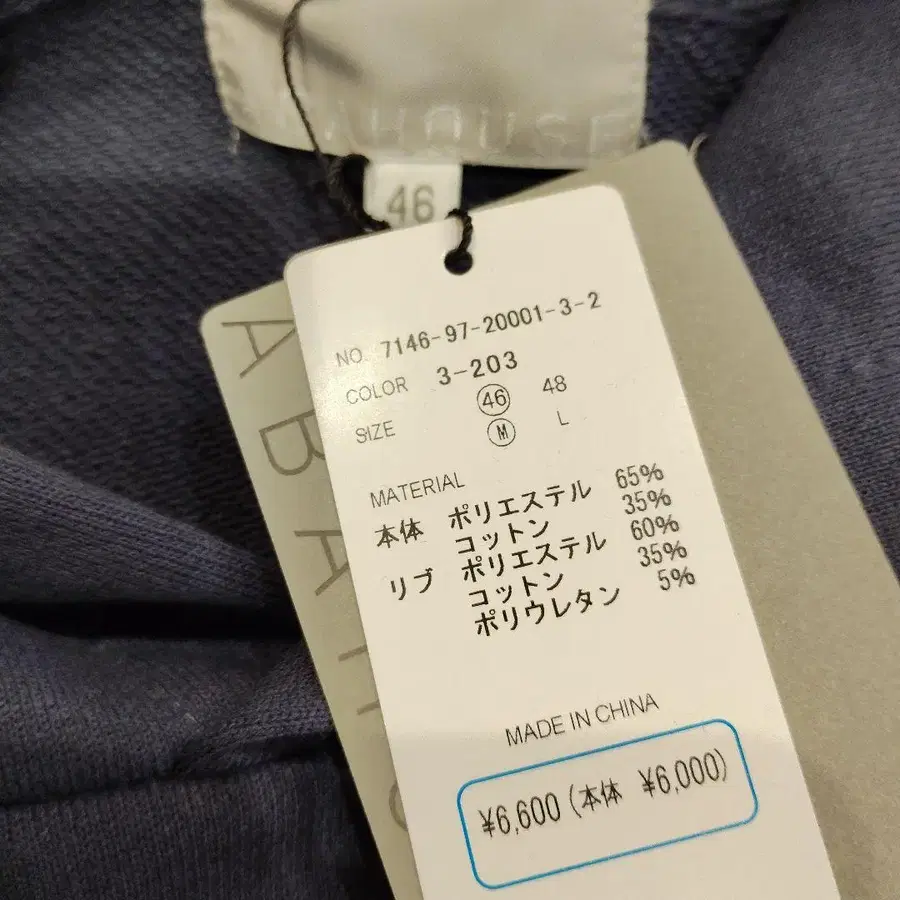 HOUSE
46
ABAHO
NO. 7146-97-20001-3-2
COLOR 3-203
SIZE 46 48
M L
MATERIAL
本体 ポリエステル 65%
コットン 35%
リブ ポリエステル 60%
コットン 35%
ポリウレタン 5%
MADE IN CHINA
¥6,600 (本体 ¥6,000)